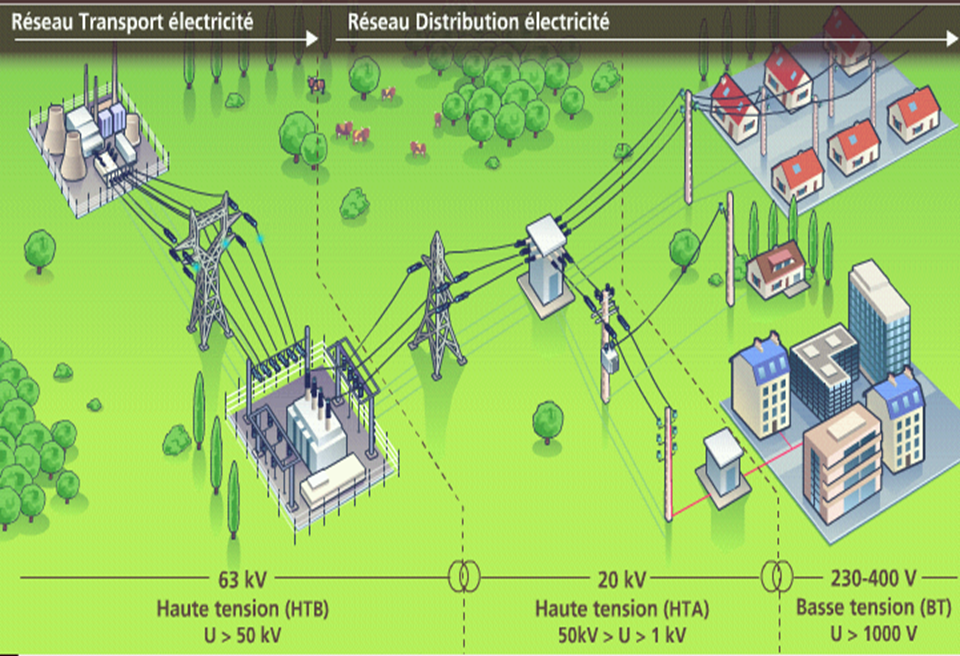 Réseau Transport électricité
Réseau Distribution électricité
63 kV
Haute tension (HTB)
U > 50 kV
20 kV
Haute tension (HTA)
50kV > U > 1 kV
230-400 V
Basse tension (BT)
U > 1000 V